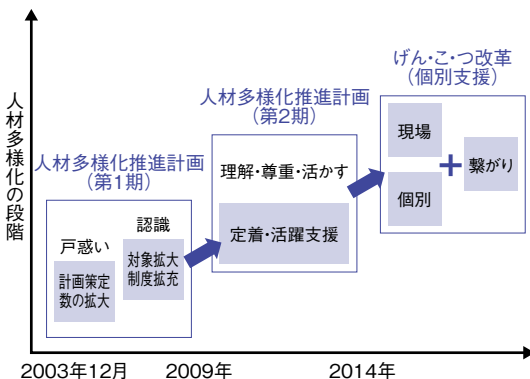 人材多様化の段階
人材多様化推進計画
(第1期)
戸惑い
計画策定
数の拡大
認識
対象拡大
制度拡充
人材多様化推進計画
(第2期)
理解・尊重・活かす
定着・活躍支援
げん・こ・つ改革
(個別支援)
現場
個別
+
繋がり
2003年12月
2009年
2014年